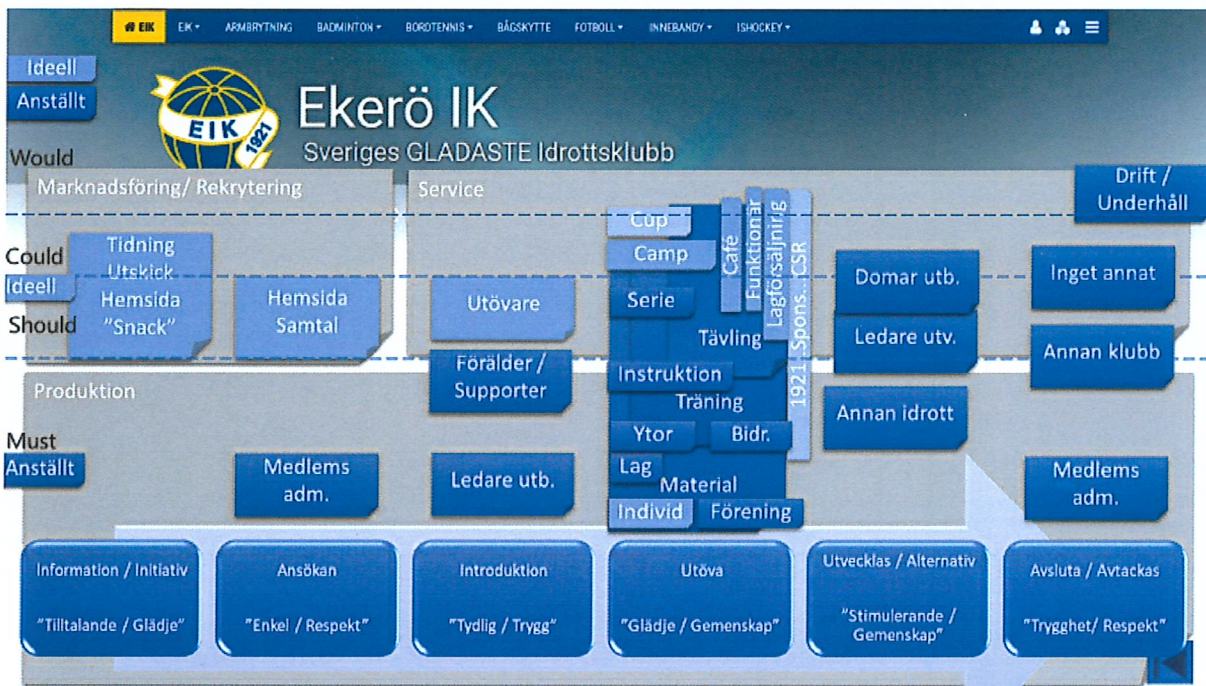 EIK
EIK
ARMBRYTNING
BADMINTON
BORDTENNIS
BÅGSKYTTE
FOTBOLL
INNEBANDY
ISHOCKEY
Ideell
Anställt
EIK
1921
Ekerö IK
Sveriges GLADASTE Idrottsklubb
Would
Marknadsföring/ Rekrytering
Service
Drift /
Underhåll
Could
Ideell
Should
Tidning
Utskick
Hemsida
"Snack"
Hemsida
Samtal
Utövare
Förälder /
Supporter
Cup
Camp
Serie
Tävling
Instruktion
Träning
Ytor
Bidr.
Lag
Material
Individ
Förening
Café
Funktionär
Lagförsäljning
1921.Spons...CSR
Domar utb.
Ledare utv.
Annan idrott
Inget annat
Annan klubb
Produktion
Must
Anställt
Medlems
adm.
Ledare utb.
Medlems
adm.
Information / Initiativ
"Tilltalande / Glädje"
Ansökan
"Enkel / Respekt"
Introduktion
"Tydlig / Trygg"
Utöva
"Glädje / Gemenskap"
Utvecklas / Alternativ
"Stimulerande /
Gemenskap"
Avsluta / Avtackas
"Trygghet/ Respekt"